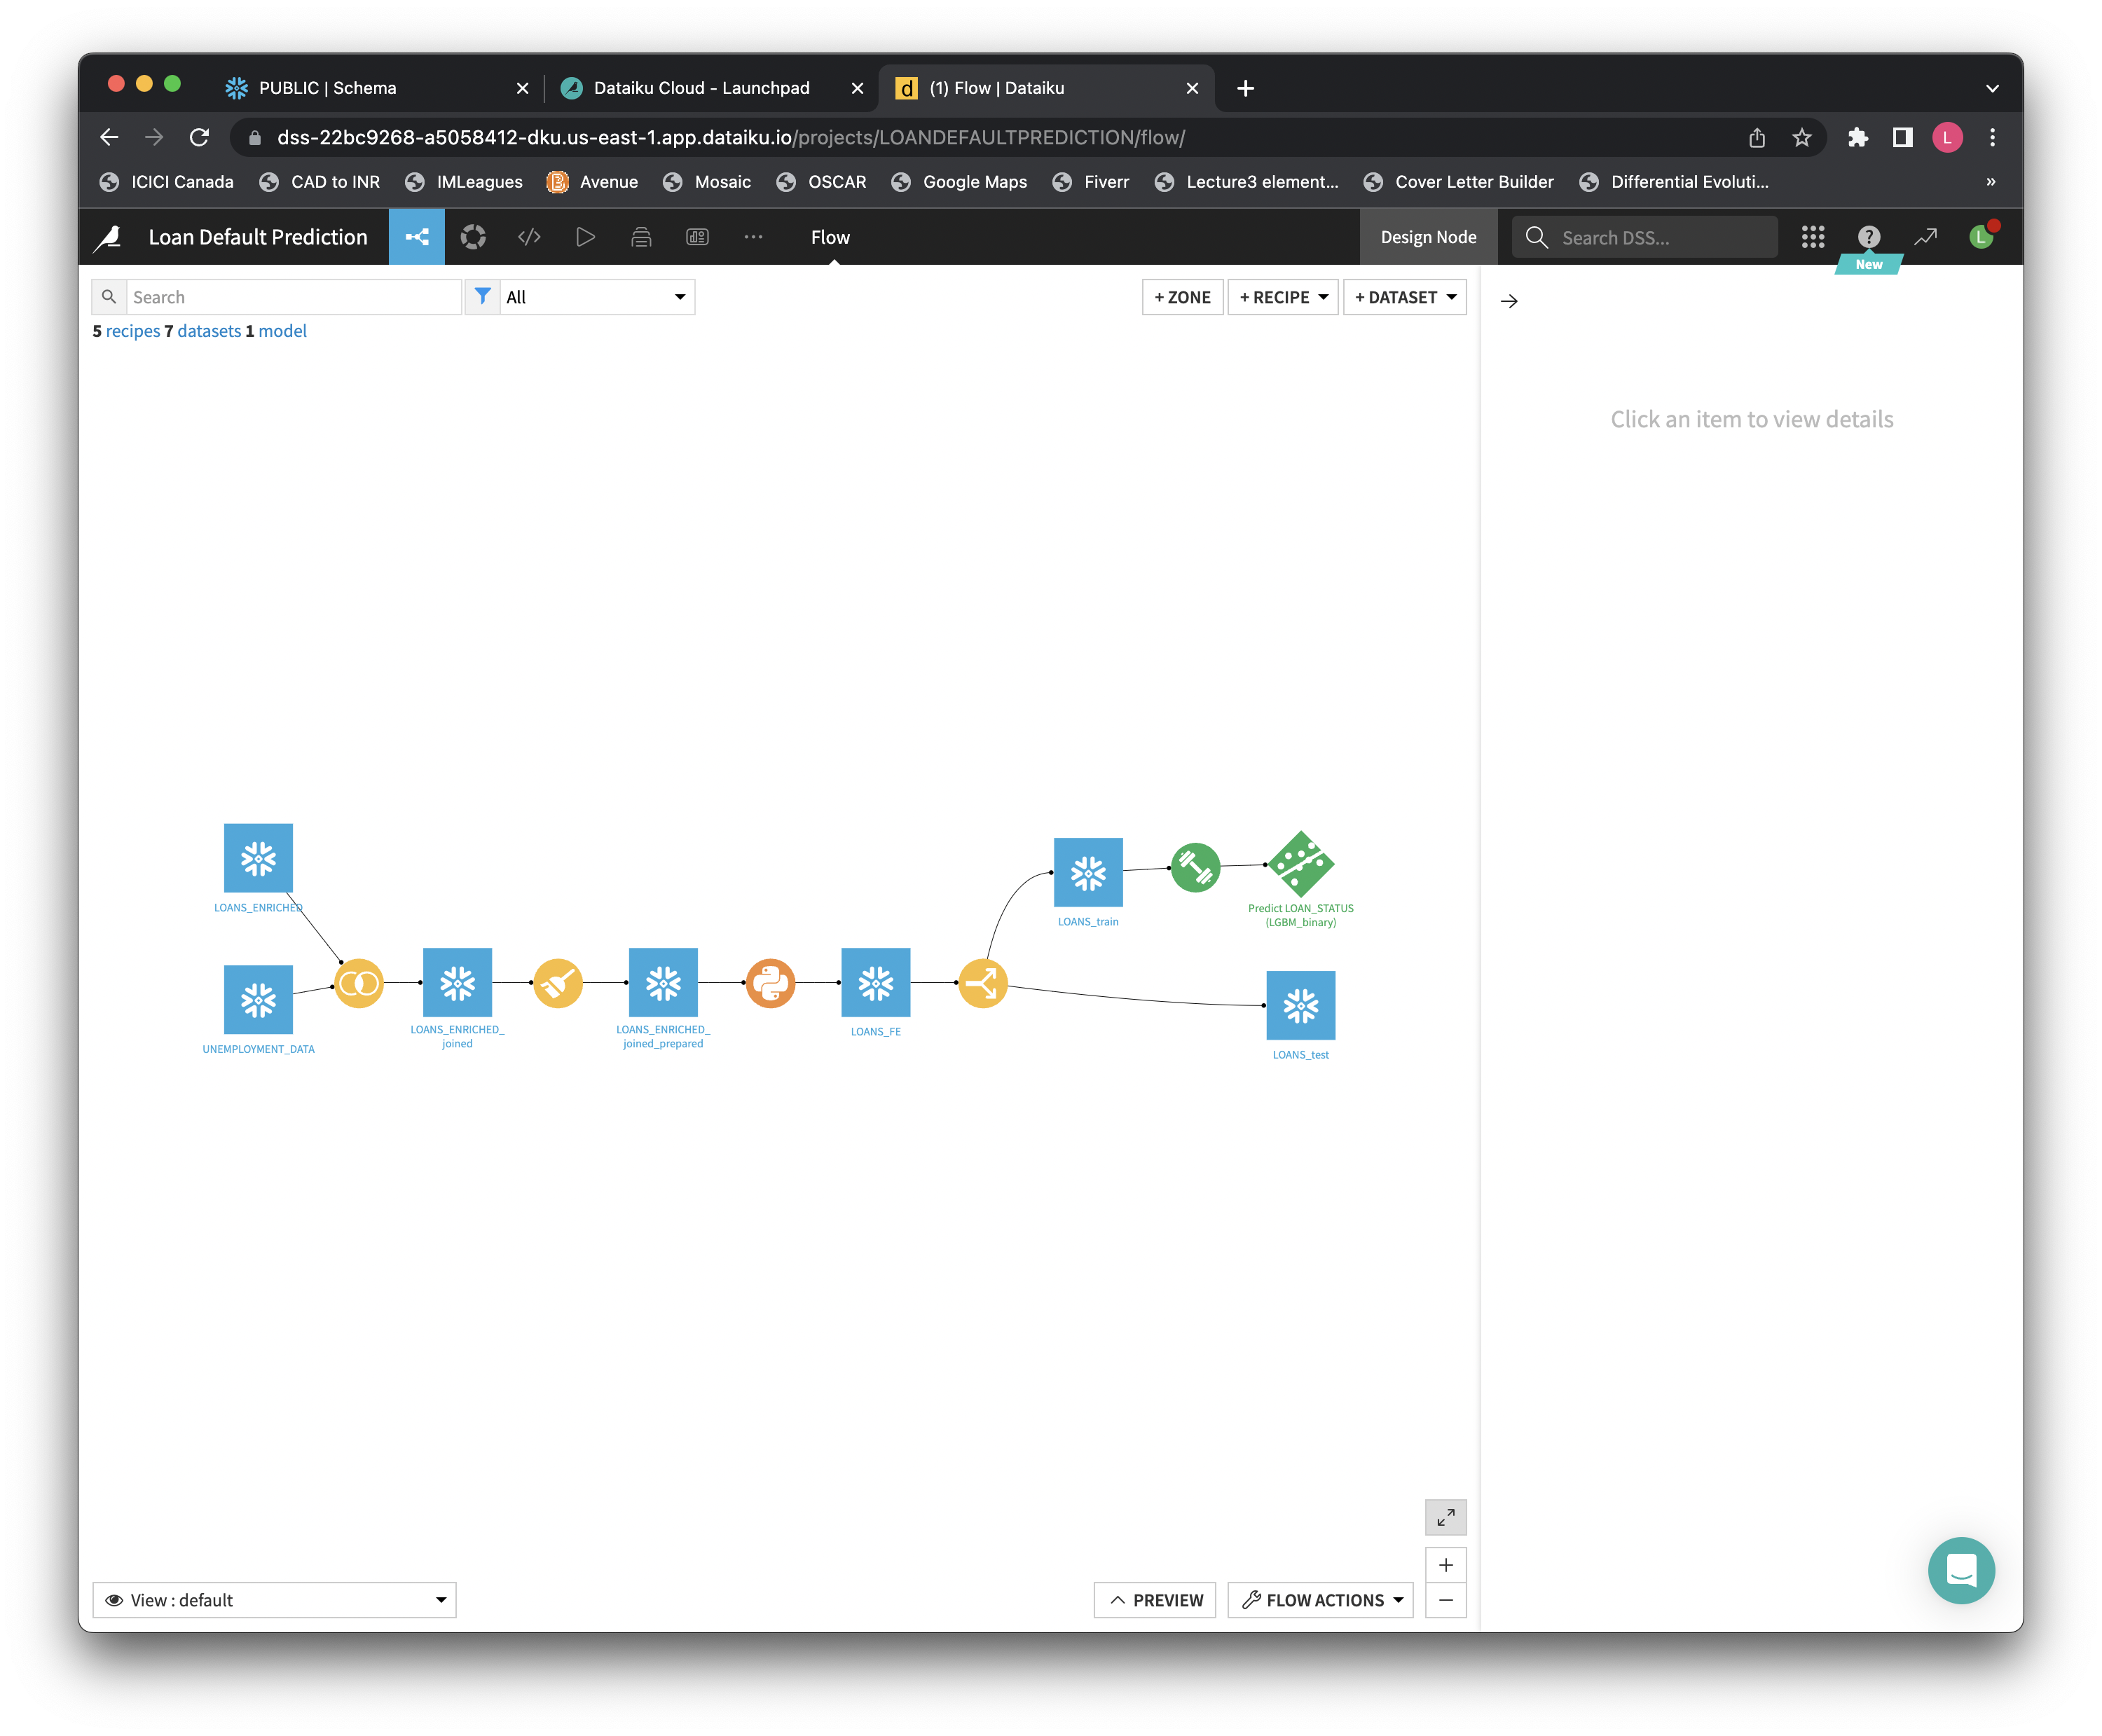 PUBLIC | Schema
Dataiku Cloud - Launchpad
d (1) Flow | Dataiku
dss-22bc9268-a5058412-dku.us-east-1.app.dataiku.io/projects/LOANDEFAULTPREDICTION/flow/
L
ICICI Canada
CAD to INR
IMLeagues
B Avenue
Mosaic
OSCAR
Google Maps
Fiverr
Lecture3 element...
Cover Letter Builder
Differential Evoluti...
»
Loan Default Prediction
Flow
Design Node
Search DSS...
?
New
L
Search
All
+ ZONE
+ RECIPE
+ DATASET
5 recipes 7 datasets 1 model
Click an item to view details
LOANS_ENRICHED
UNEMPLOYMENT_DATA
LOANS_ENRICHED_
joined
LOANS_ENRICHED_
joined_prepared
LOANS_FE
LOANS_train
Predict LOAN_STATUS
(LGBM_binary)
LOANS_test
View : default
PREVIEW
FLOW ACTIONS